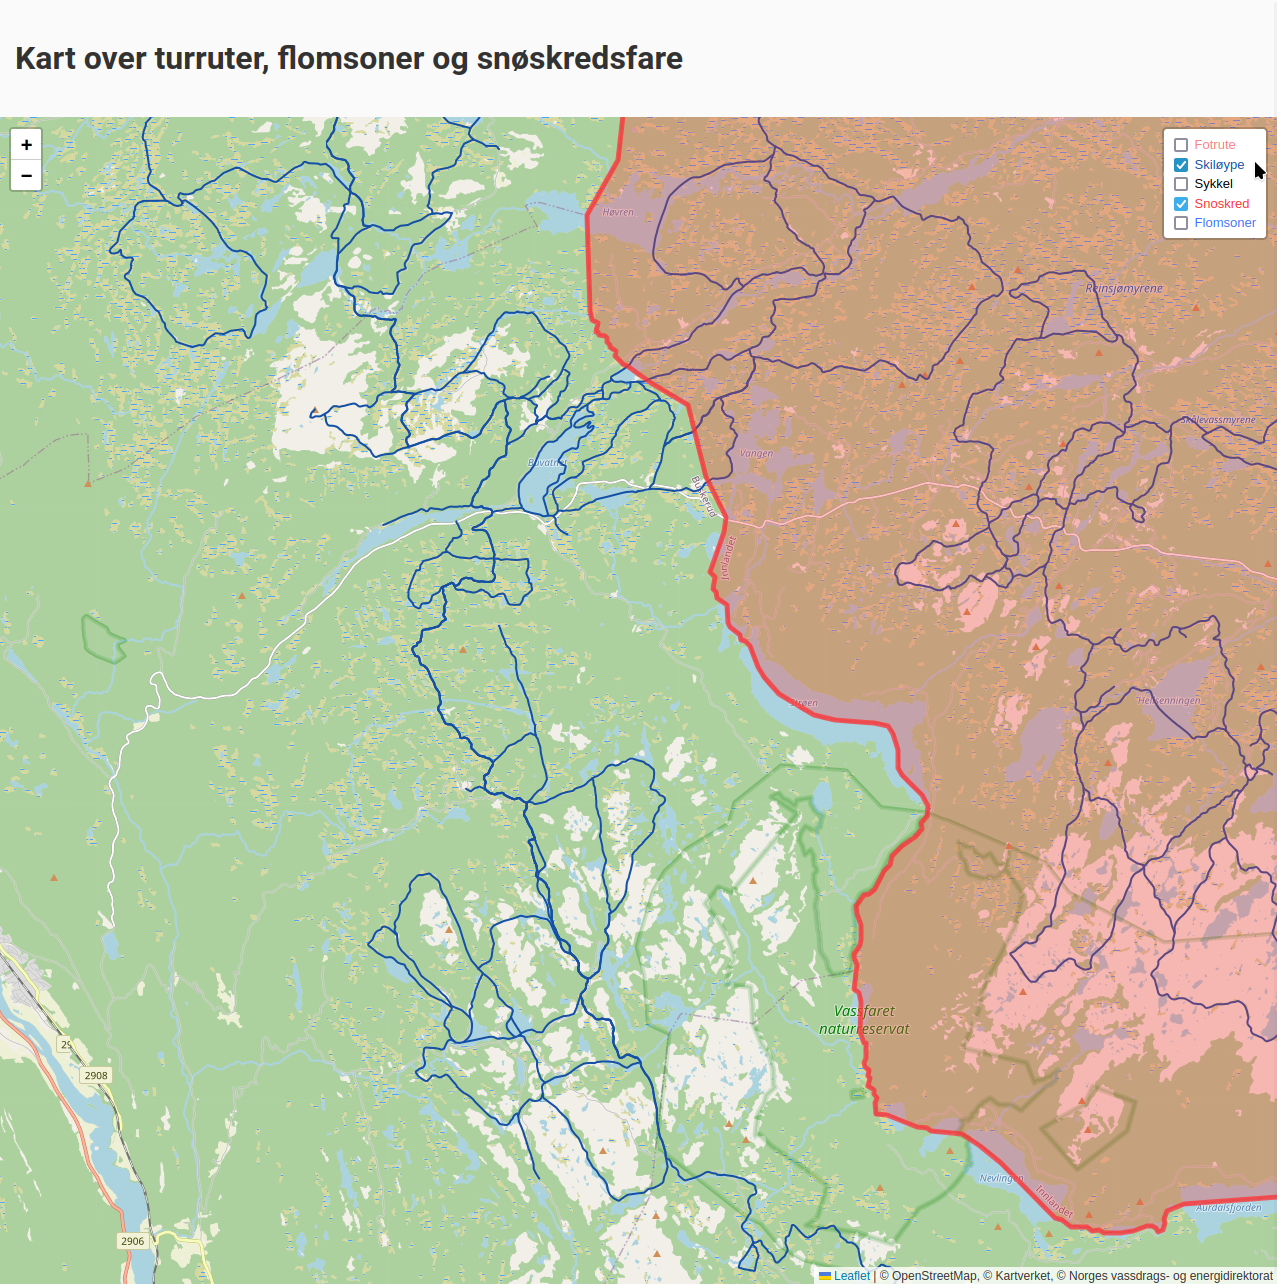 Kart over turruter, flomsoner og snøskredsfare
+
−
Fotrute
Skiløype
Sykkel
Snoskred
Flomsoner
Høvren
Reinsjømyrene
Skålevassmyrene
Vangen
Buvatnet
Buskerud
Innlandet
Strøen
Hellsenningen
Vassfaret
naturreservat
29
2908
2906
Nevlingen
Innlandet
Aurdalsfjorden
Leaflet | © OpenStreetMap, © Kartverket, © Norges vassdrags- og energidirektorat